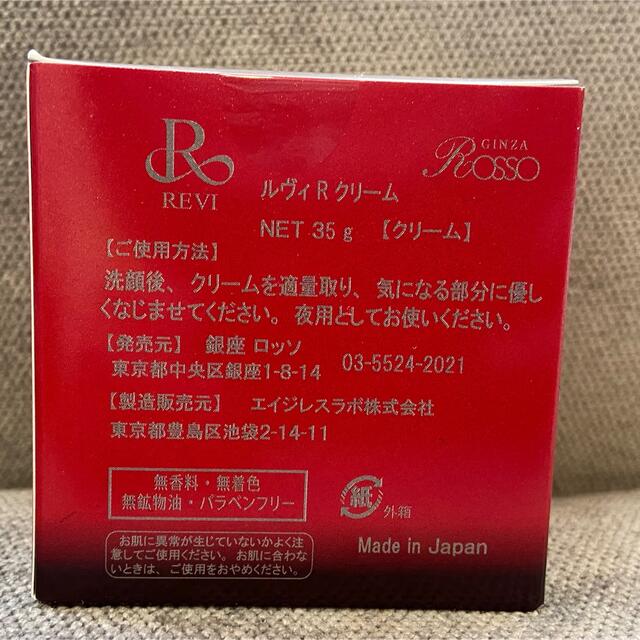 R
REVI
GINZA
Rosso
ルヴィ R クリーム
NET 35 g 【クリーム】
【ご使用方法】
洗顔後、クリームを適量取り、気になる部分に優し
くなじませてください。夜用としてお使いください。
【発売元】 銀座 ロッソ
東京都中央区銀座1-8-14 03-5524-2021
【製造販売元】 エイジレスラボ株式会社
東京都豊島区池袋2-14-11
無香料・無着色
無鉱物油・パラベンフリー
お肌に異常が生じていないかよく注
意してご使用ください。お肌に合わな
いときは、ご使用をおやめください。
紙
外箱
Made in Japan